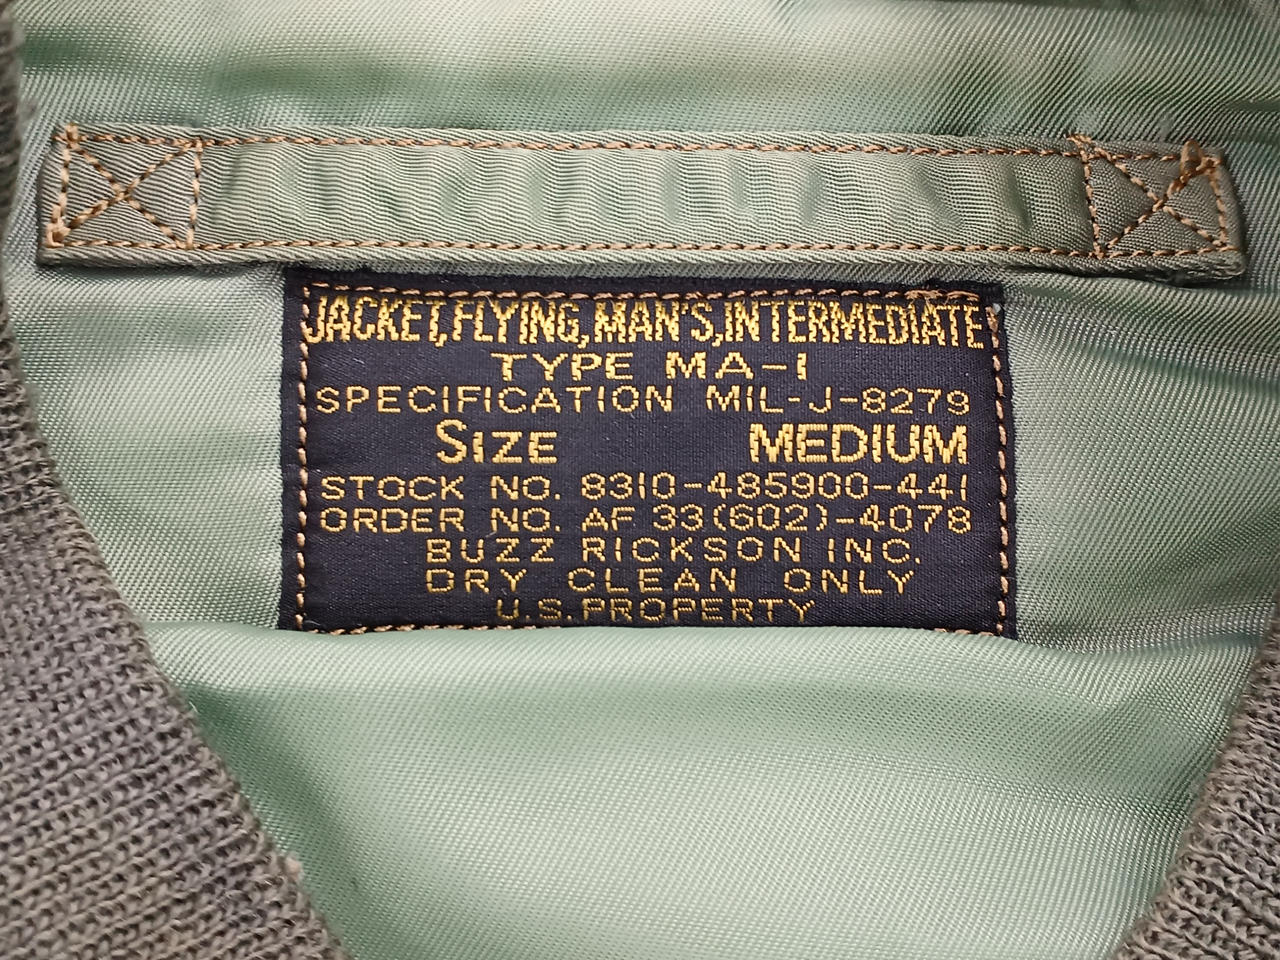 JACKET,FLYING,MAN'S,INTERMEDIATE
TYPE MA-1
SPECIFICATION MIL-J-8279
SIZE MEDIUM
STOCK NO. 8310-485900-441
ORDER NO. AF 33(602)-4078
BUZZ RICKSON INC.
DRY CLEAN ONLY
U.S.PROPERTY